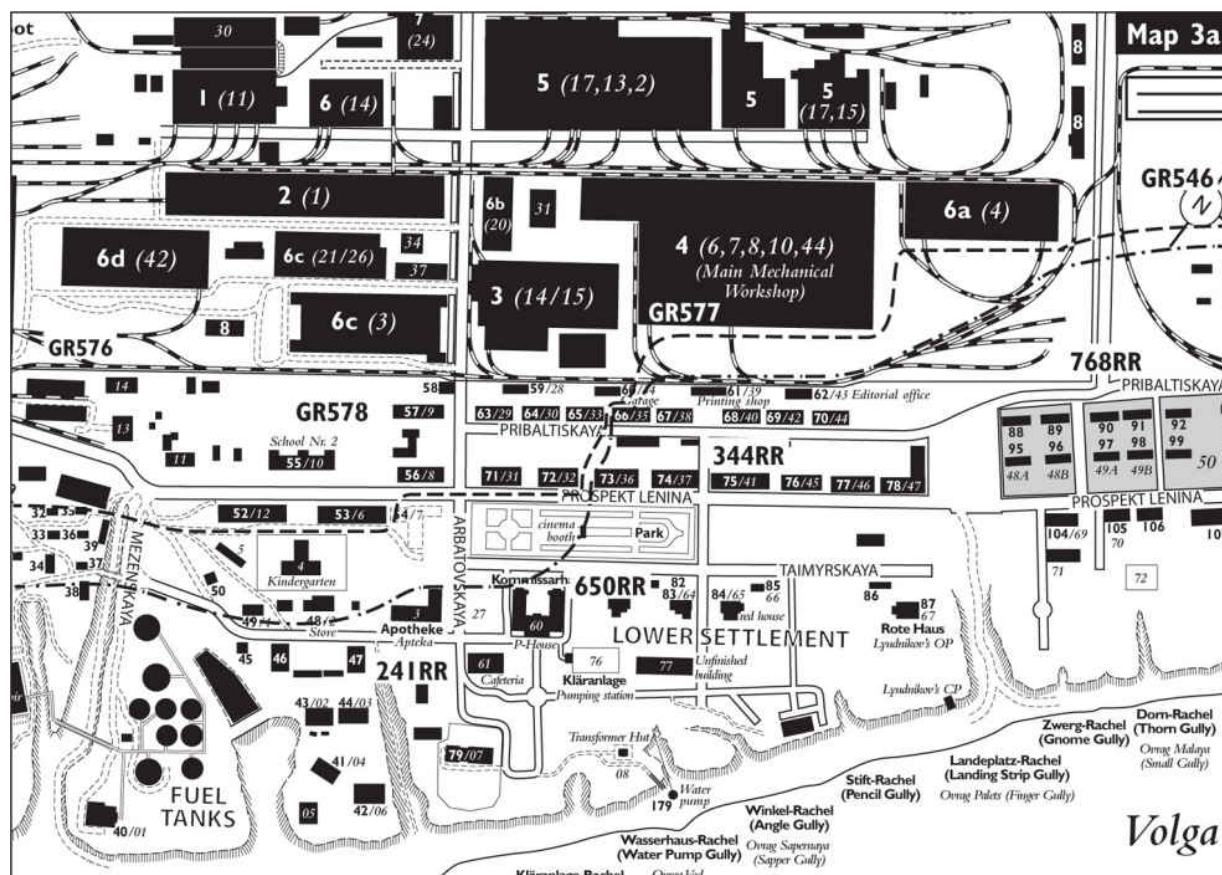 ot
30
7
(24)
Map 3a
8
1 (11)
6 (14)
5 (17,13,2)
5
5
(17,15)
8
GR546
N
2 (1)
6b
(20)
31
6a (4)
6d (42)
6c (21/26)
34
37
4 (6,7,8,10,44)
(Main Mechanical
Workshop)
3 (14/15)
GR577
6c (3)
8
GR576
768RR
PRIBALTISKAYA
14
58
59/28
Garage
61/39
Printing shop
62/43 Editorial office
GR578
57/9
63/29
64/30
65/33
66/35
67/38
68/40
69/42
70/44
13
PRIBALTISKAYA
88
89
90
91
92
School Nr. 2
11
55/10
56/8
344RR
95
96
97
98
99
50
48A
48B
49A
49B
71/31
72/32
73/36
74/37
75/41
76/45
77/46
78/47
PROSPEKT LENINA
PROSPEKT LENINA
32
35
52/12
53/6
33
36
39
MEZENSKAYA
5
ARBATOVSKAYA
cinema
booth
Park
104/69
105
70
106
34
37
4
Kindergarten
TAIMYRSKAYA
71
72
38
50
Kommissarh
650RR
82
83/64
84/65
85
66
86
49/4
48/2
Store
3
Apotheke
Apteka
27
60
P-House
red house
87
67
Rote Haus
Lyudnikov's OP
LOWER SETTLEMENT
45
46
47
241RR
61
Cafeteria
76
Kläranlage
Pumping station
77
Unfinished
building
Lyudnikov's CP
43/02
44/03
Transformer Hut
79/07
08
41/04
05
42/06
Water
pump
179
FUEL
TANKS
40/01
Dorn-Rachel
(Thorn Gully)
Ovrag Malaya
(Small Gully)
Zwerg-Rachel
(Gnome Gully)
Landeplatz-Rachel
(Landing Strip Gully)
Ovrag Palets (Finger Gully)
Stift-Rachel
(Pencil Gully)
Winkel-Rachel
(Angle Gully)
Ovrag Sapernaya
(Sapper Gully)
Wasserhaus-Rachel
(Water Pump Gully)
Volga
Kläranlage-Rachel